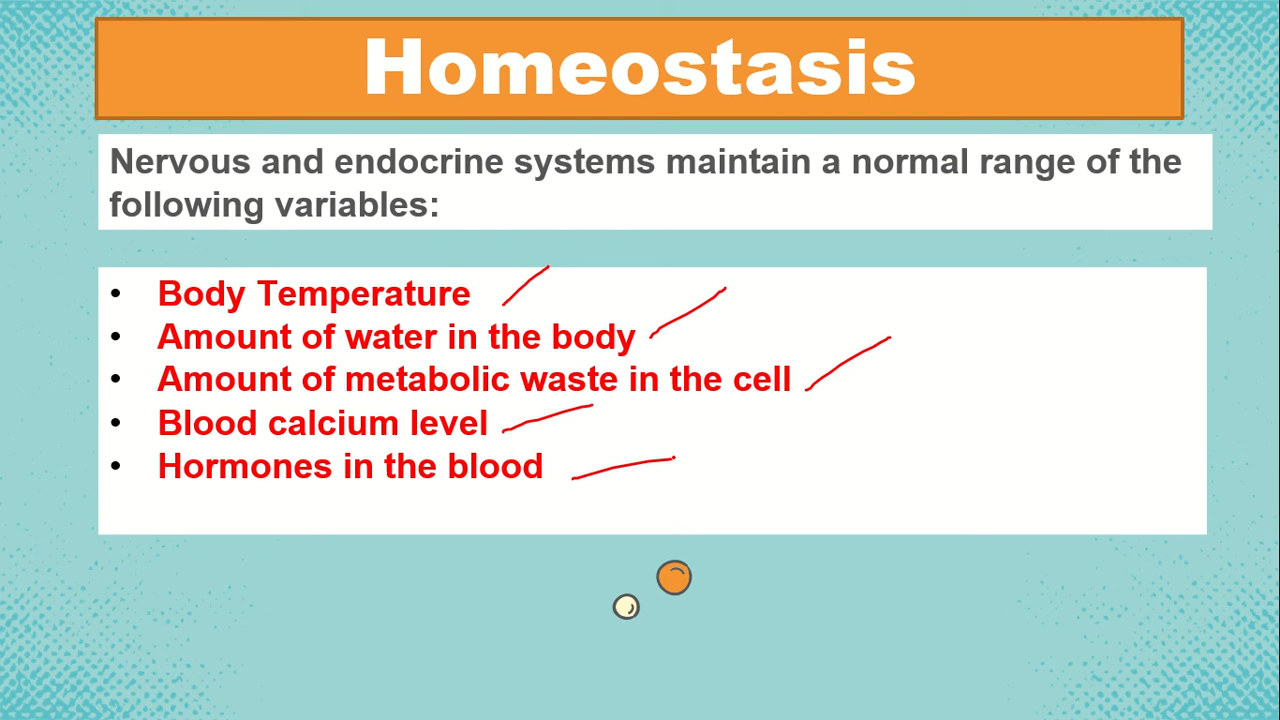 Homeostasis
Nervous and endocrine systems maintain a normal range of the
following variables:
• Body Temperature
• Amount of water in the body
• Amount of metabolic waste in the cell
• Blood calcium level
• Hormones in the blood